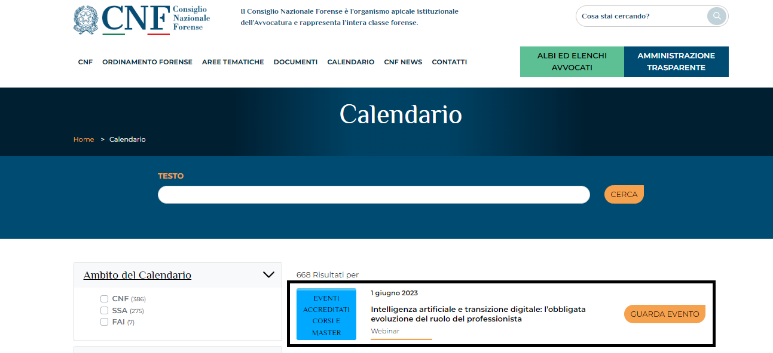 CNF Consiglio
Nazionale
Forense
Il Consiglio Nazionale Forense è l'organismo apicale istituzionale
dell'Avvocatura e rappresenta l'intera classe forense.
Cosa stai cercando?
CNF ORDINAMENTO FORENSE AREE TEMATICHE DOCUMENTI CALENDARIO CNF NEWS CONTATTI
ALBI ED ELENCHI
AVVOCATI
AMMINISTRAZIONE
TRASPARENTE
Calendario
Home > Calendario
TESTO
CERCA
Ambito del Calendario
CNF (386)
SSA (275)
FAI (7)
668 Risultati per
EVENTI
ACCREDITATI
CORSI E
MASTER
1 giugno 2023
Intelligenza artificiale e transizione digitale: l'obbligata
evoluzione del ruolo del professionista
Webinar
GUARDA EVENTO